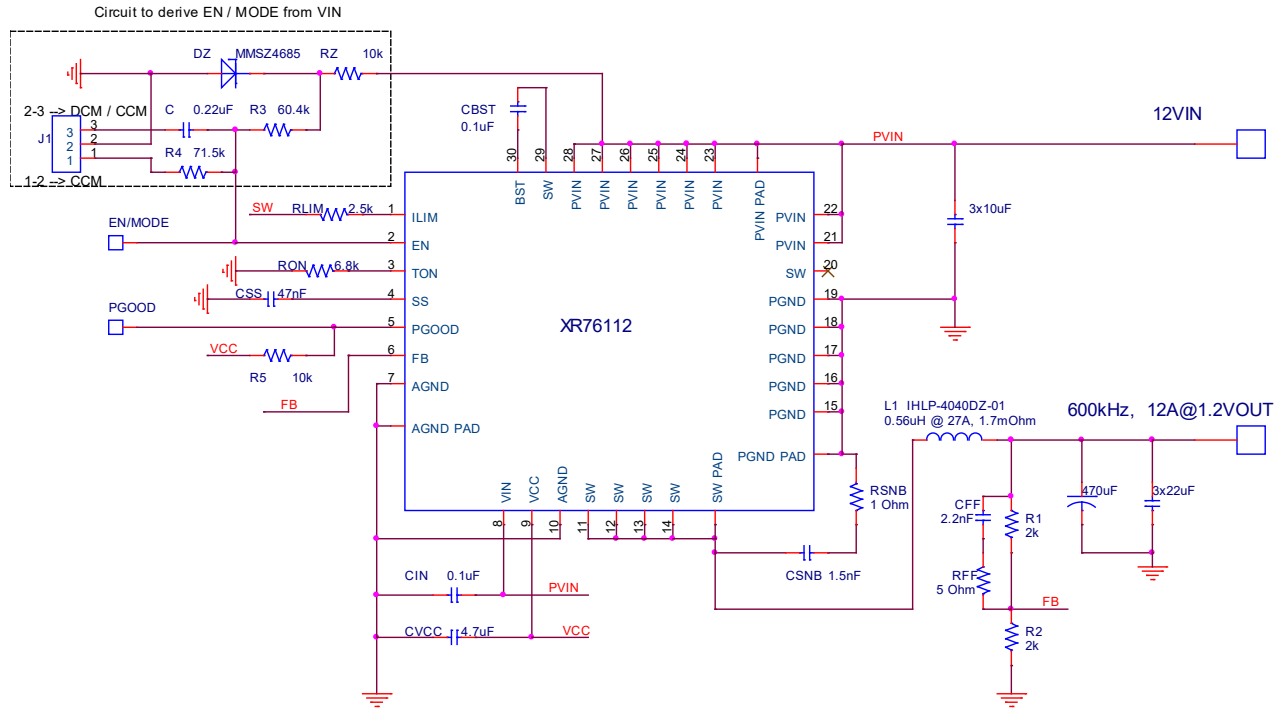 Circuit to derive EN / MODE from VIN
DZ MMSZ4685 RZ 10k
2-3 --> DCM / CCM
C 0.22uF R3 60.4k
J1
3
2
1
R4 71.5k
1-2 --> CCM
CBST
0.1uF
12VIN
PVIN
30 29 28 27 26 25 24 23
BST SW PVIN PVIN PVIN PVIN PVIN PVIN PVIN PAD
3x10uF
SW RLIM 2.5k 1 ILIM
EN/MODE
2 EN
RON 6.8k 3 TON
CSS 47nF 4 SS
PGOOD
5 PGOOD
VCC
R5 10k
6 FB
FB
7 AGND
AGND PAD
XR76112
PVIN 22
PVIN 21
SW 20
PGND 19
PGND 18
PGND 17
PGND 16
PGND 15
PGND PAD
VIN VCC AGND SW SW SW SW SW PAD
8 9 10 11 12 13 14
L1 IHLP-4040DZ-01
0.56uH @ 27A, 1.7mOhm
600kHz, 12A@1.2VOUT
RSNB
1 Ohm
CSNB 1.5nF
CFF
2.2nF
R1
2k
470uF
3x22uF
RFF
5 Ohm
FB
R2
2k
CIN 0.1uF
PVIN
CVCC 4.7uF
VCC